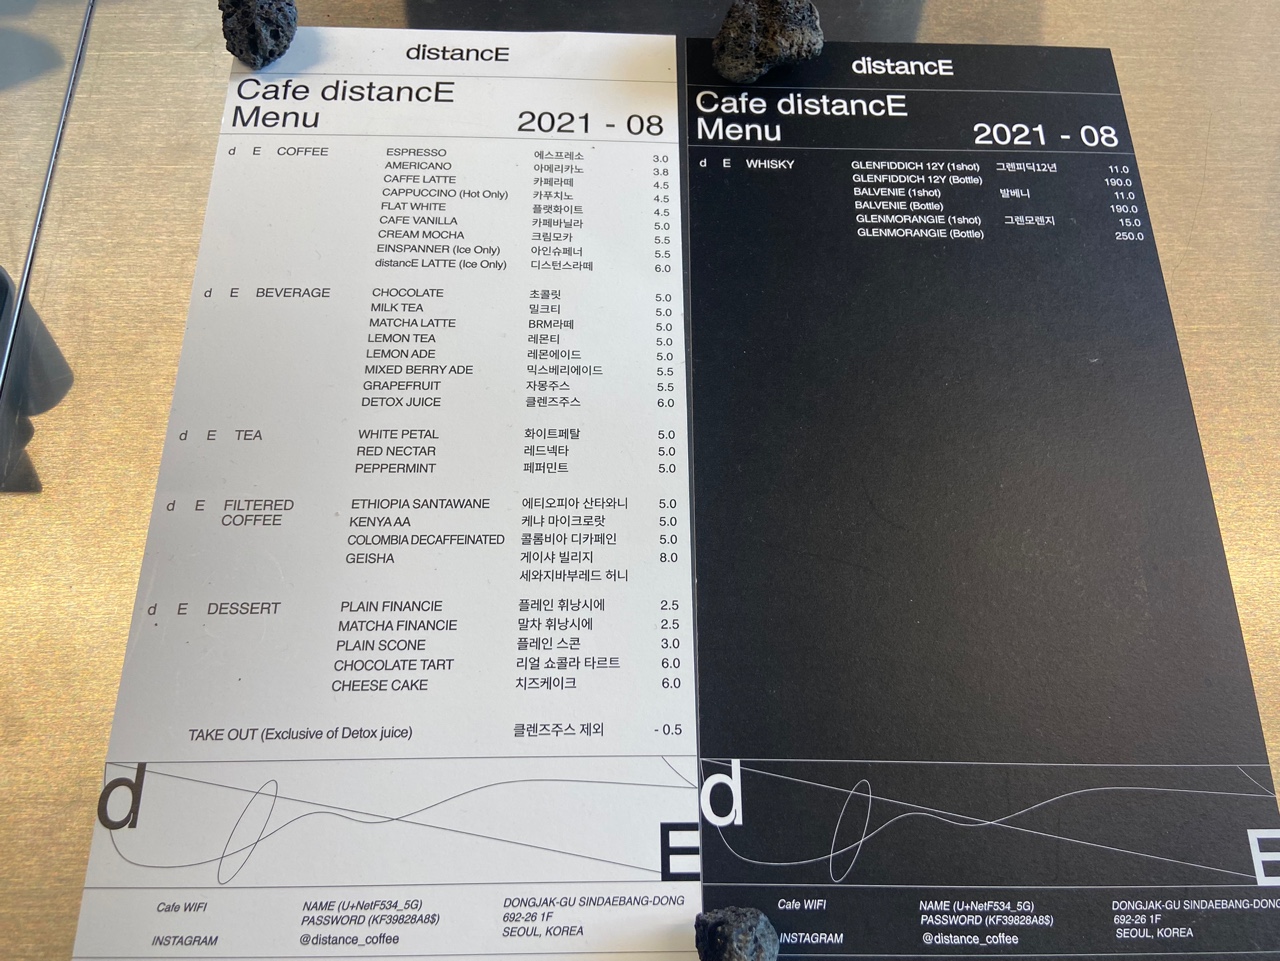 distancE
Cafe distancE
Menu 2021 - 08
d E COFFEE ESPRESSO 에스프레소 3.0
AMERICANO 아메리카노 3.8
CAFFE LATTE 카페라떼 4.5
CAPPUCCINO (Hot Only) 카푸치노 4.5
FLAT WHITE 플랫화이트 4.5
CAFE VANILLA 카페바닐라 5.0
CREAM MOCHA 크림모카 5.5
EINSPANNER (Ice Only) 아인슈페너 5.5
distancE LATTE (Ice Only) 디스턴스라떼 6.0
d E BEVERAGE CHOCOLATE 초콜릿 5.0
MILK TEA 밀크티 5.0
MATCHA LATTE BRM라떼 5.0
LEMON TEA 레몬티 5.0
LEMON ADE 레몬에이드 5.0
MIXED BERRY ADE 믹스베리에이드 5.5
GRAPEFRUIT 자몽주스 5.5
DETOX JUICE 클렌즈주스 6.0
d E TEA WHITE PETAL 화이트페탈 5.0
RED NECTAR 레드넥타 5.0
PEPPERMINT 페퍼민트 5.0
d E FILTERED ETHIOPIA SANTAWANE 에티오피아 산타와니 5.0
COFFEE KENYA AA 케냐 마이크로랏 5.0
COLOMBIA DECAFFEINATED 콜롬비아 디카페인 5.0
GEISHA 게이샤 빌리지 8.0
세와지바부레드 허니
d E DESSERT PLAIN FINANCIE 플레인 휘낭시에 2.5
MATCHA FINANCIE 말차 휘낭시에 2.5
PLAIN SCONE 플레인 스콘 3.0
CHOCOLATE TART 리얼 쇼콜라 타르트 6.0
CHEESE CAKE 치즈케이크 6.0
TAKE OUT (Exclusive of Detox juice) 클렌즈주스 제외 - 0.5
d
E
Cafe WIFI NAME (U+NetF534_5G) DONGJAK-GU SINDAEBANG-DONG
PASSWORD (KF39828A8$) 692-26 1F
SEOUL, KOREA
INSTAGRAM @distance_coffee
distancE
Cafe distancE
Menu 2021 - 08
d E WHISKY GLENFIDDICH 12Y (1shot) 그렌피딕12년 11.0
GLENFIDDICH 12Y (Bottle) 190.0
BALVENIE (1shot) 발베니 11.0
BALVENIE (Bottle) 190.0
GLENMORANGIE (1shot) 그렌모렌지 15.0
GLENMORANGIE (Bottle) 250.0
d
E
Cafe WIFI NAME (U+NetF534_5G) DONGJAK-GU SINDAEBANG-DONG
PASSWORD (KF39828A8$) 692-26 1F
SEOUL, KOREA
INSTAGRAM @distance_coffee